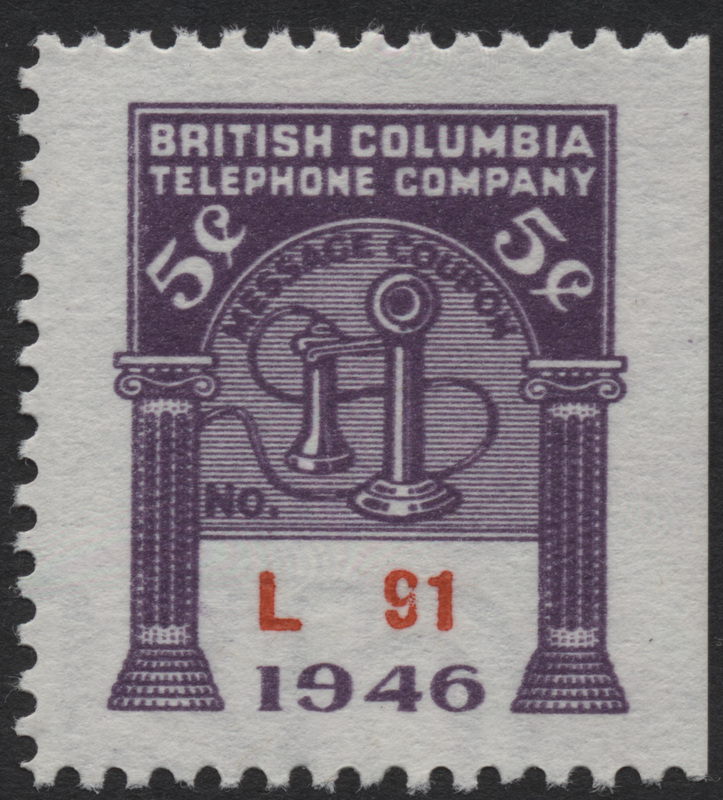 BRITISH COLUMBIA
TELEPHONE COMPANY
5¢ 5¢
MESSAGE COUPON
NO.
L 91
1946